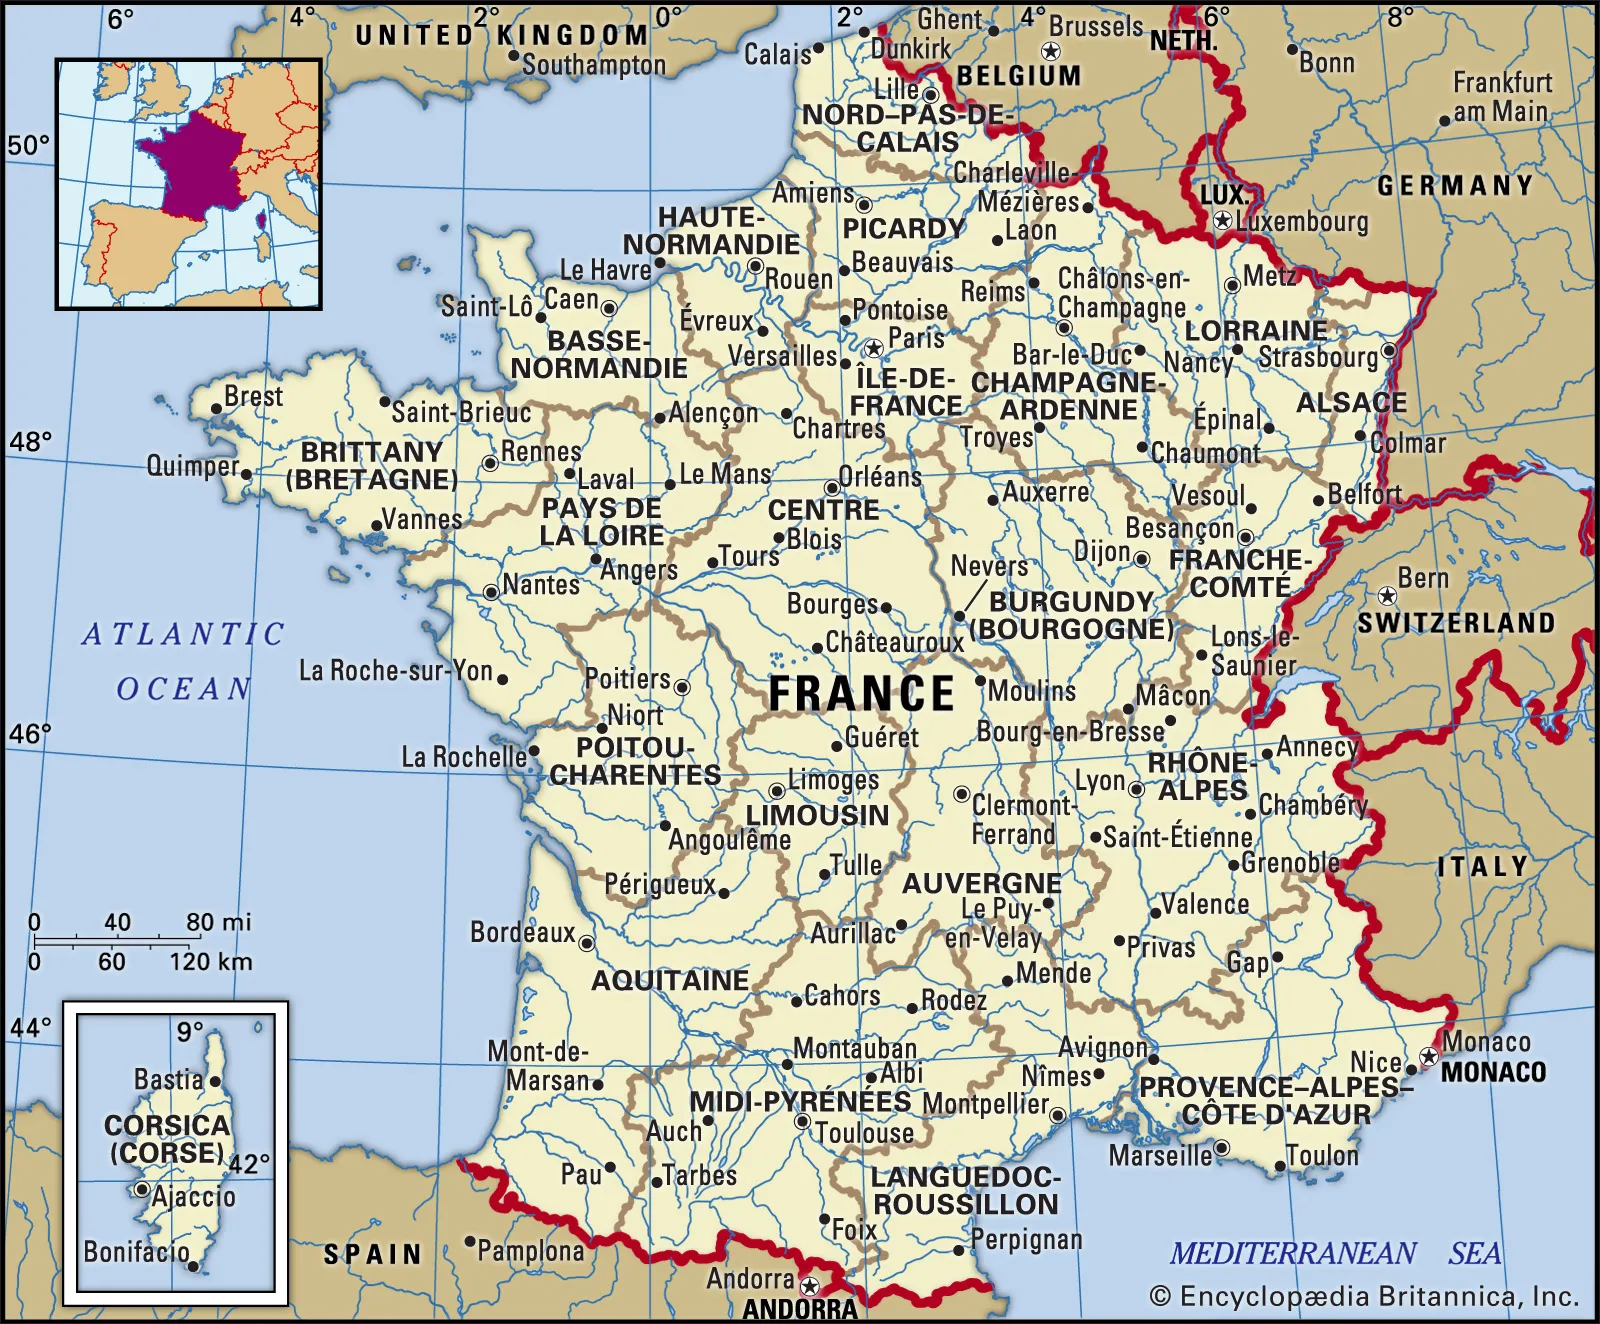 6°
4°
2°
0°
2°
4°
6°
8°
UNITED KINGDOM
Southampton
Calais
Dunkirk
Ghent
Brussels
NETH.
Bonn
BELGIUM
Frankfurt
am Main
Lille
NORD–PAS-DE-
CALAIS
50°
Charleville-
Mézières
GERMANY
LUX.
Luxembourg
Amiens
PICARDY
Laon
HAUTE-
NORMANDIE
Le Havre
Rouen
Beauvais
Reims
Châlons-en-
Champagne
Metz
Saint-Lô
Caen
Évreux
Pontoise
Paris
Versailles
BASSE-
NORMANDIE
LORRAINE
Bar-le-Duc
Nancy
Strasbourg
ÎLE-DE-
FRANCE
CHAMPAGNE-
ARDENNE
ALSACE
Brest
Saint-Brieuc
Alençon
Chartres
Troyes
Épinal
Colmar
Chaumont
48°
BRITTANY
(BRETAGNE)
Rennes
Quimper
Laval
Le Mans
Orléans
Auxerre
Vesoul
Belfort
Vannes
PAYS DE
LA LOIRE
CENTRE
Blois
Besançon
Dijon
Tours
Angers
Nantes
Nevers
FRANCHE-
COMTÉ
Bern
SWITZERLAND
Bourges
BURGUNDY
(BOURGOGNE)
Châteauroux
Lons-le-
Saunier
ATLANTIC
OCEAN
La Roche-sur-Yon
Poitiers
FRANCE
Moulins
Mâcon
Niort
Bourg-en-Bresse
46°
La Rochelle
POITOU-
CHARENTES
Guéret
Annecy
Limoges
LIMOUSIN
Clermont-
Ferrand
Lyon
RHÔNE-
ALPES
Chambéry
Angoulême
Saint-Étienne
Tulle
Grenoble
ITALY
Périgueux
AUVERGNE
Le Puy-
en-Velay
Valence
0 40 80 mi
0 60 120 km
Bordeaux
Aurillac
Privas
Gap
AQUITAINE
Mende
Cahors
Rodez
44°
9°
Mont-de-
Marsan
Montauban
Albi
Avignon
Nîmes
Nice
Monaco
MONACO
Bastia
MIDI-PYRÉNÉES
Montpellier
PROVENCE–ALPES–
CÔTE D'AZUR
CORSICA
(CORSE)
42°
Auch
Toulouse
Marseille
Toulon
Ajaccio
Pau
Tarbes
LANGUEDOC-
ROUSSILLON
Foix
Perpignan
Bonifacio
SPAIN
Pamplona
MEDITERRANEAN SEA
Andorra
ANDORRA
© Encyclopædia Britannica, Inc.